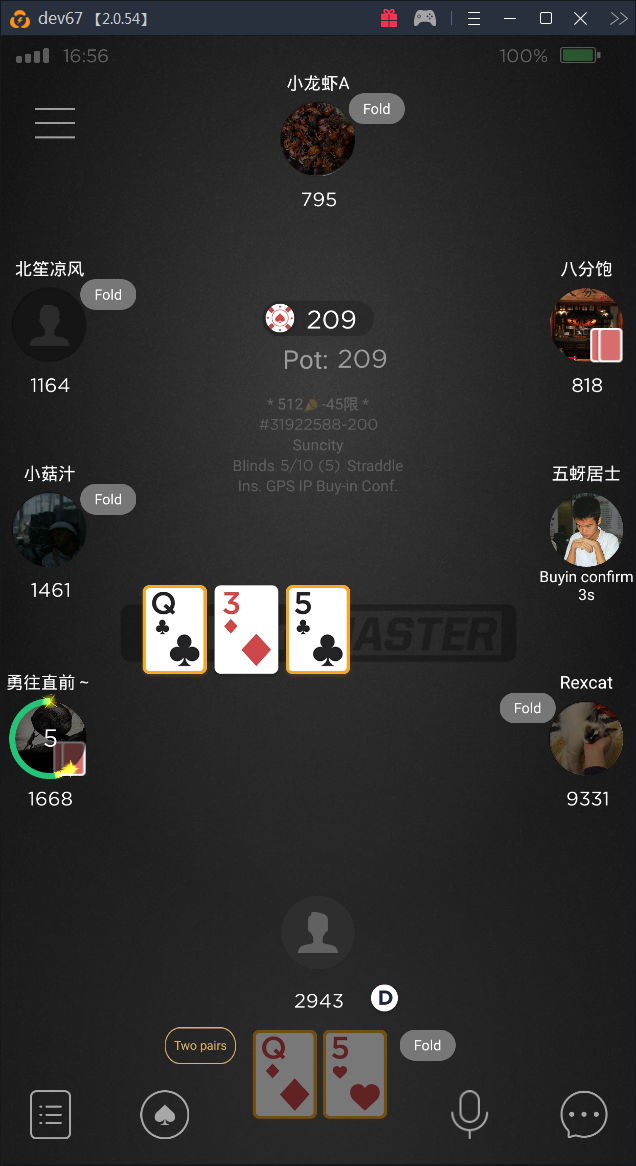 dev67 【2.0.54】
16:56
100%
小龙虾A
Fold
795
北笙凉风
Fold
1164
八分饱
818
209
Pot: 209
* 512 -45限 *
#31922588-200
Suncity
Blinds 5/10 (5) Straddle
Ins. GPS IP Buy-in Conf.
小菇汁
Fold
1461
五蚜居士
Buyin confirm
3s
Q 3 5
ASTER
勇往直前 ~
5
1668
Rexcat
Fold
9331
2943
D
Two pairs
Q 5
Fold